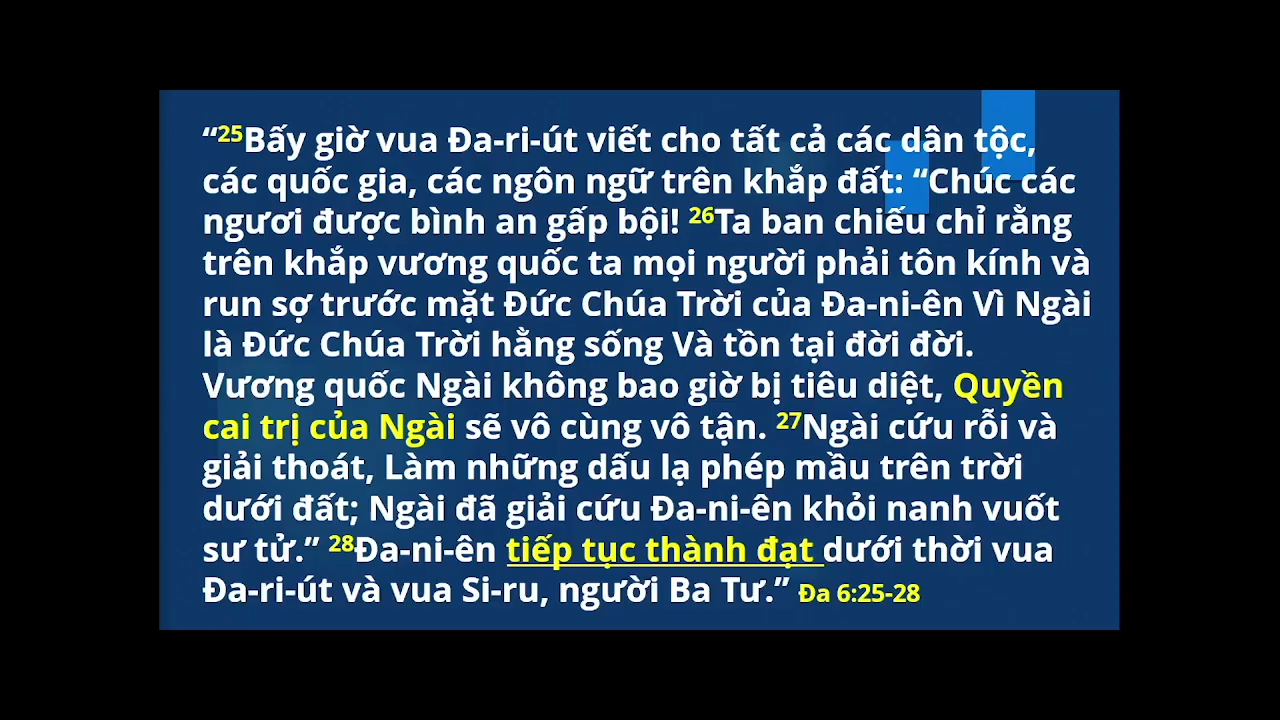 “25Bấy giờ vua Đa-ri-út viết cho tất cả các dân tộc,
các quốc gia, các ngôn ngữ trên khắp đất: “Chúc các
ngươi được bình an gấp bội! 26Ta ban chiếu chỉ rằng
trên khắp vương quốc ta mọi người phải tôn kính và
run sợ trước mặt Đức Chúa Trời của Đa-ni-ên Vì Ngài
là Đức Chúa Trời hằng sống Và tồn tại đời đời.
Vương quốc Ngài không bao giờ bị tiêu diệt, Quyền
cai trị của Ngài sẽ vô cùng vô tận. 27Ngài cứu rỗi và
giải thoát, Làm những dấu lạ phép mầu trên trời
dưới đất; Ngài đã giải cứu Đa-ni-ên khỏi nanh vuốt
sư tử.” 28Đa-ni-ên tiếp tục thành đạt dưới thời vua
Đa-ri-út và vua Si-ru, người Ba Tư.” Đa 6:25-28